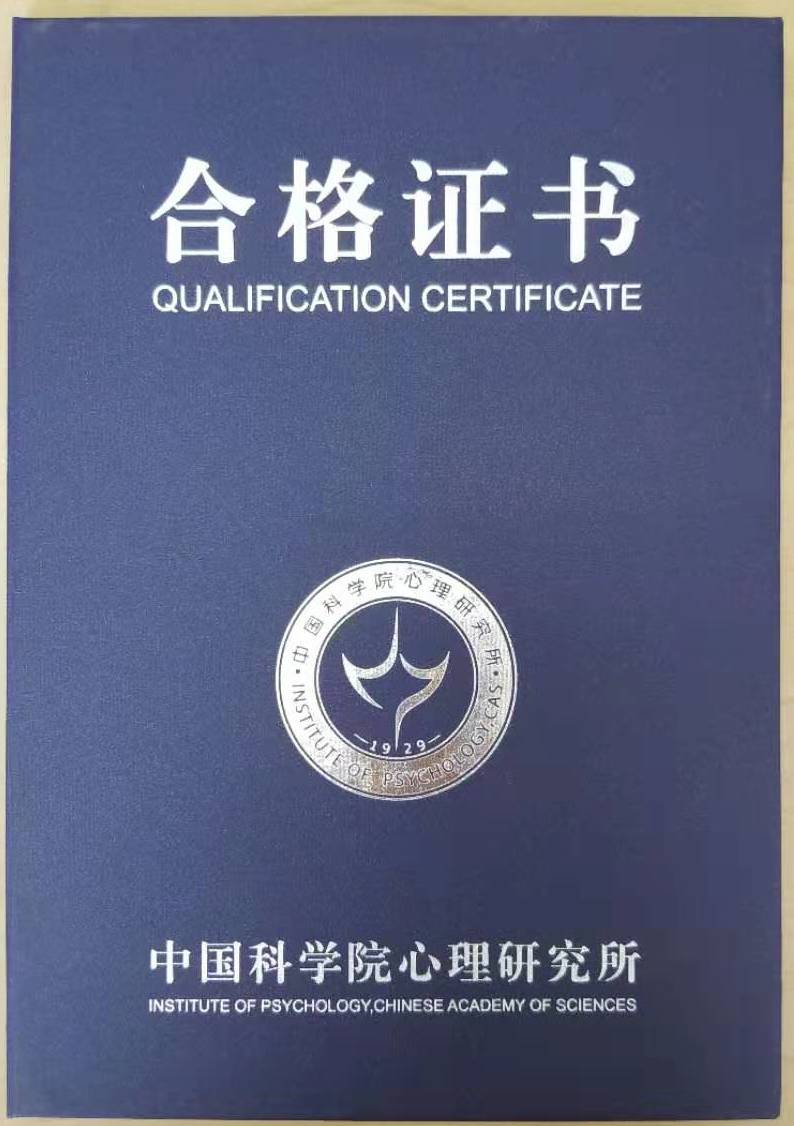 合格证书
QUALIFICATION CERTIFICATE
·中国科学院心理研究所·
1929
INSTITUTE OF PSYCHOLOGY,CAS
中国科学院心理研究所
INSTITUTE OF PSYCHOLOGY,CHINESE ACADEMY OF SCIENCES